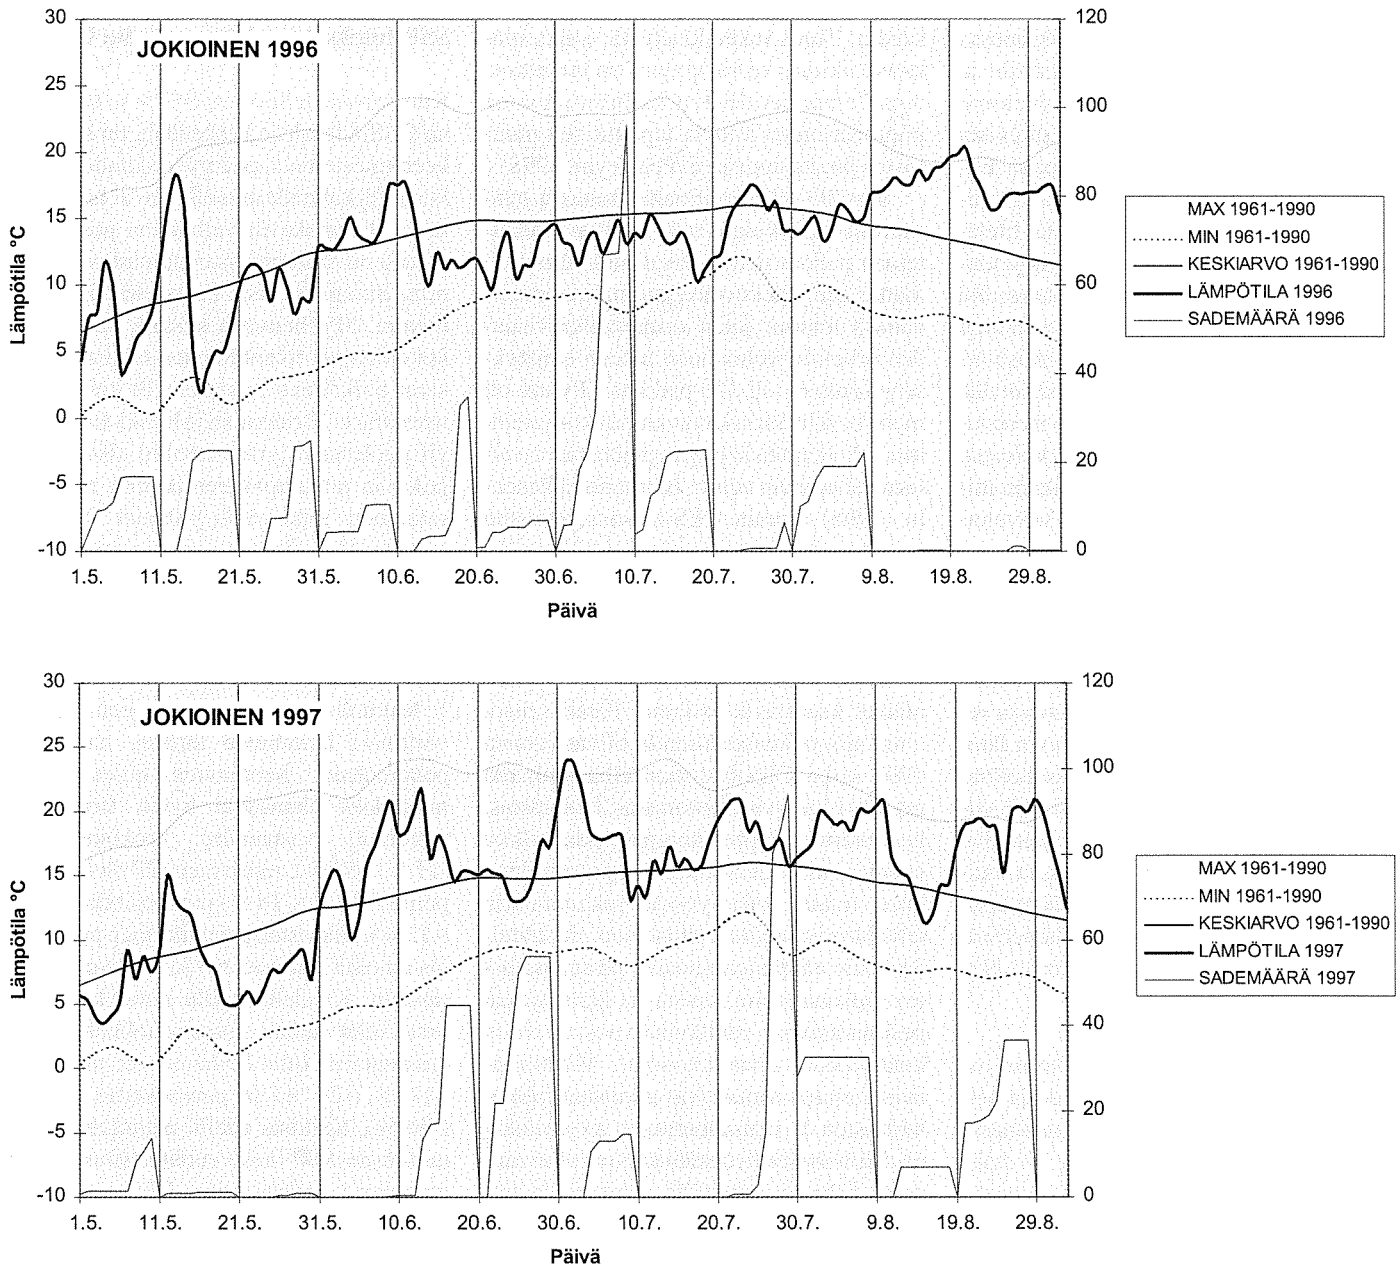 JOKIOINEN 1996
30
25
20
15
10
5
0
-5
-10
Lämpötila °C
120
100
80
60
40
20
0
1.5. 11.5. 21.5. 31.5. 10.6. 20.6. 30.6. 10.7. 20.7. 30.7. 9.8. 19.8. 29.8.
Päivä
MAX 1961-1990
MIN 1961-1990
KESKIARVO 1961-1990
LÄMPÖTILA 1996
SADEMÄÄRÄ 1996
JOKIOINEN 1997
30
25
20
15
10
5
0
-5
-10
Lämpötila °C
120
100
80
60
40
20
0
1.5. 11.5. 21.5. 31.5. 10.6. 20.6. 30.6. 10.7. 20.7. 30.7. 9.8. 19.8. 29.8.
Päivä
MAX 1961-1990
MIN 1961-1990
KESKIARVO 1961-1990
LÄMPÖTILA 1997
SADEMÄÄRÄ 1997